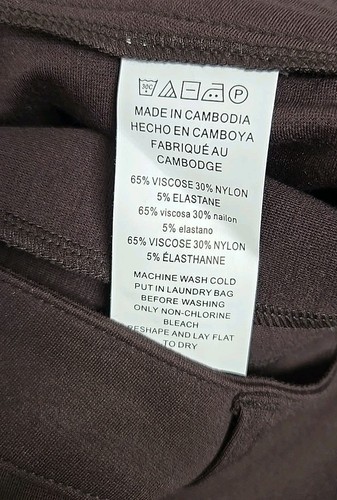 30C P
MADE IN CAMBODIA
HECHO EN CAMBOYA
FABRIQUÉ AU
CAMBODGE
65% VISCOSE 30% NYLON
5% ELASTANE
65% viscosa 30% nailon
5% elastano
65% VISCOSE 30% NYLON
5% ÉLASTHANNE
MACHINE WASH COLD
PUT IN LAUNDRY BAG
BEFORE WASHING
ONLY NON-CHLORINE
BLEACH
RESHAPE AND LAY FLAT
TO DRY